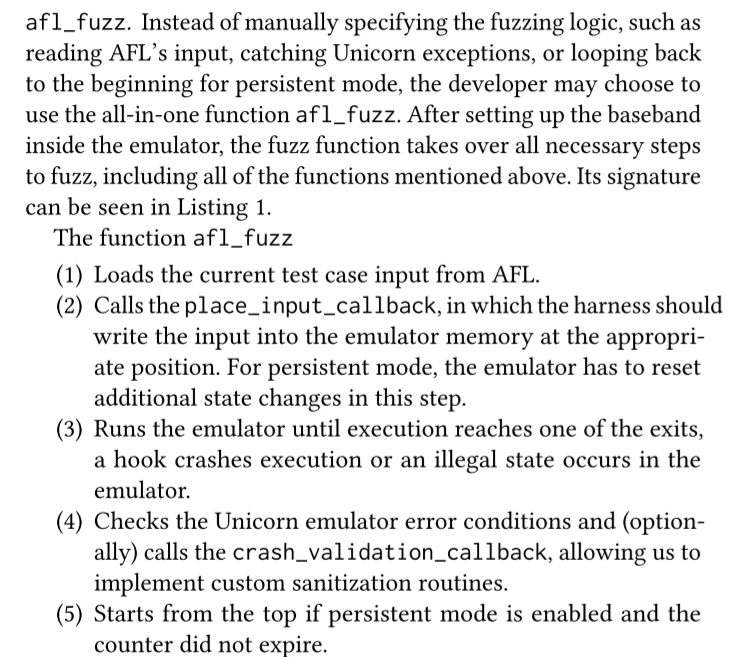 afl_fuzz. Instead of manually specifying the fuzzing logic, such as
reading AFL’s input, catching Unicorn exceptions, or looping back
to the beginning for persistent mode, the developer may choose to
use the all-in-one function afl_fuzz. After setting up the baseband
inside the emulator, the fuzz function takes over all necessary steps
to fuzz, including all of the functions mentioned above. Its signature
can be seen in Listing 1.
The function afl_fuzz
(1) Loads the current test case input from AFL.
(2) Calls the place_input_callback, in which the harness should
write the input into the emulator memory at the appropri-
ate position. For persistent mode, the emulator has to reset
additional state changes in this step.
(3) Runs the emulator until execution reaches one of the exits,
a hook crashes execution or an illegal state occurs in the
emulator.
(4) Checks the Unicorn emulator error conditions and (option-
ally) calls the crash_validation_callback, allowing us to
implement custom sanitization routines.
(5) Starts from the top if persistent mode is enabled and the
counter did not expire.